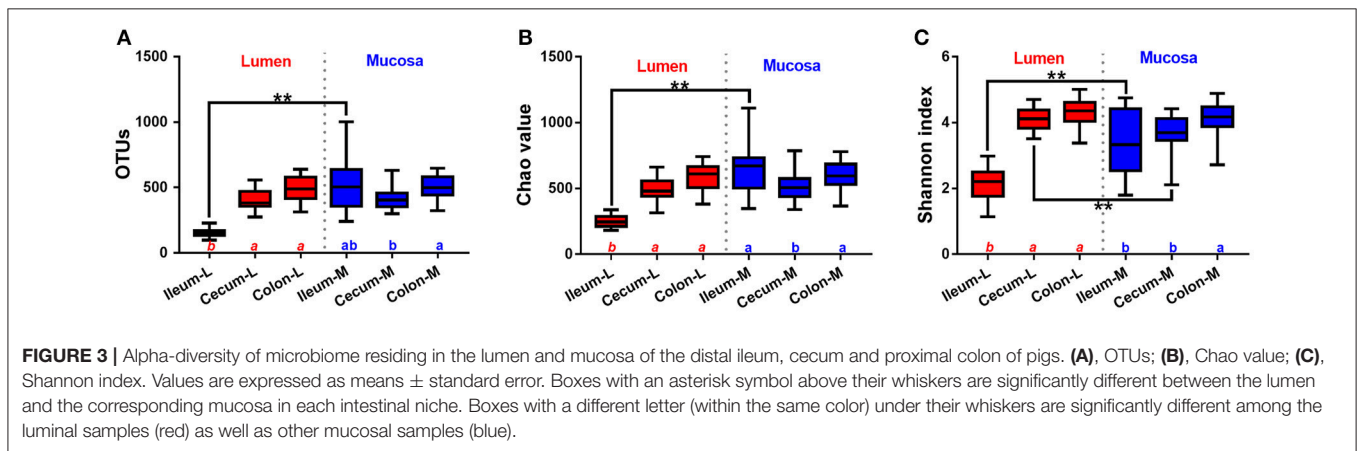 A
Lumen
Mucosa
**
OTUs
1500
1000
500
0
b
a
a
ab
b
a
Ileum-L
Cecum-L
Colon-L
Ileum-M
Cecum-M
Colon-M
B
Lumen
Mucosa
**
Chao value
1500
1000
500
0
b
a
a
a
b
a
Ileum-L
Cecum-L
Colon-L
Ileum-M
Cecum-M
Colon-M
C
Lumen
Mucosa
**
**
Shannon index
6
4
2
0
b
a
a
b
b
a
Ileum-L
Cecum-L
Colon-L
Ileum-M
Cecum-M
Colon-M
FIGURE 3 | Alpha-diversity of microbiome residing in the lumen and mucosa of the distal ileum, cecum and proximal colon of pigs. (A), OTUs; (B), Chao value; (C),
Shannon index. Values are expressed as means ± standard error. Boxes with an asterisk symbol above their whiskers are significantly different between the lumen
and the corresponding mucosa in each intestinal niche. Boxes with a different letter (within the same color) under their whiskers are significantly different among the
luminal samples (red) as well as other mucosal samples (blue).